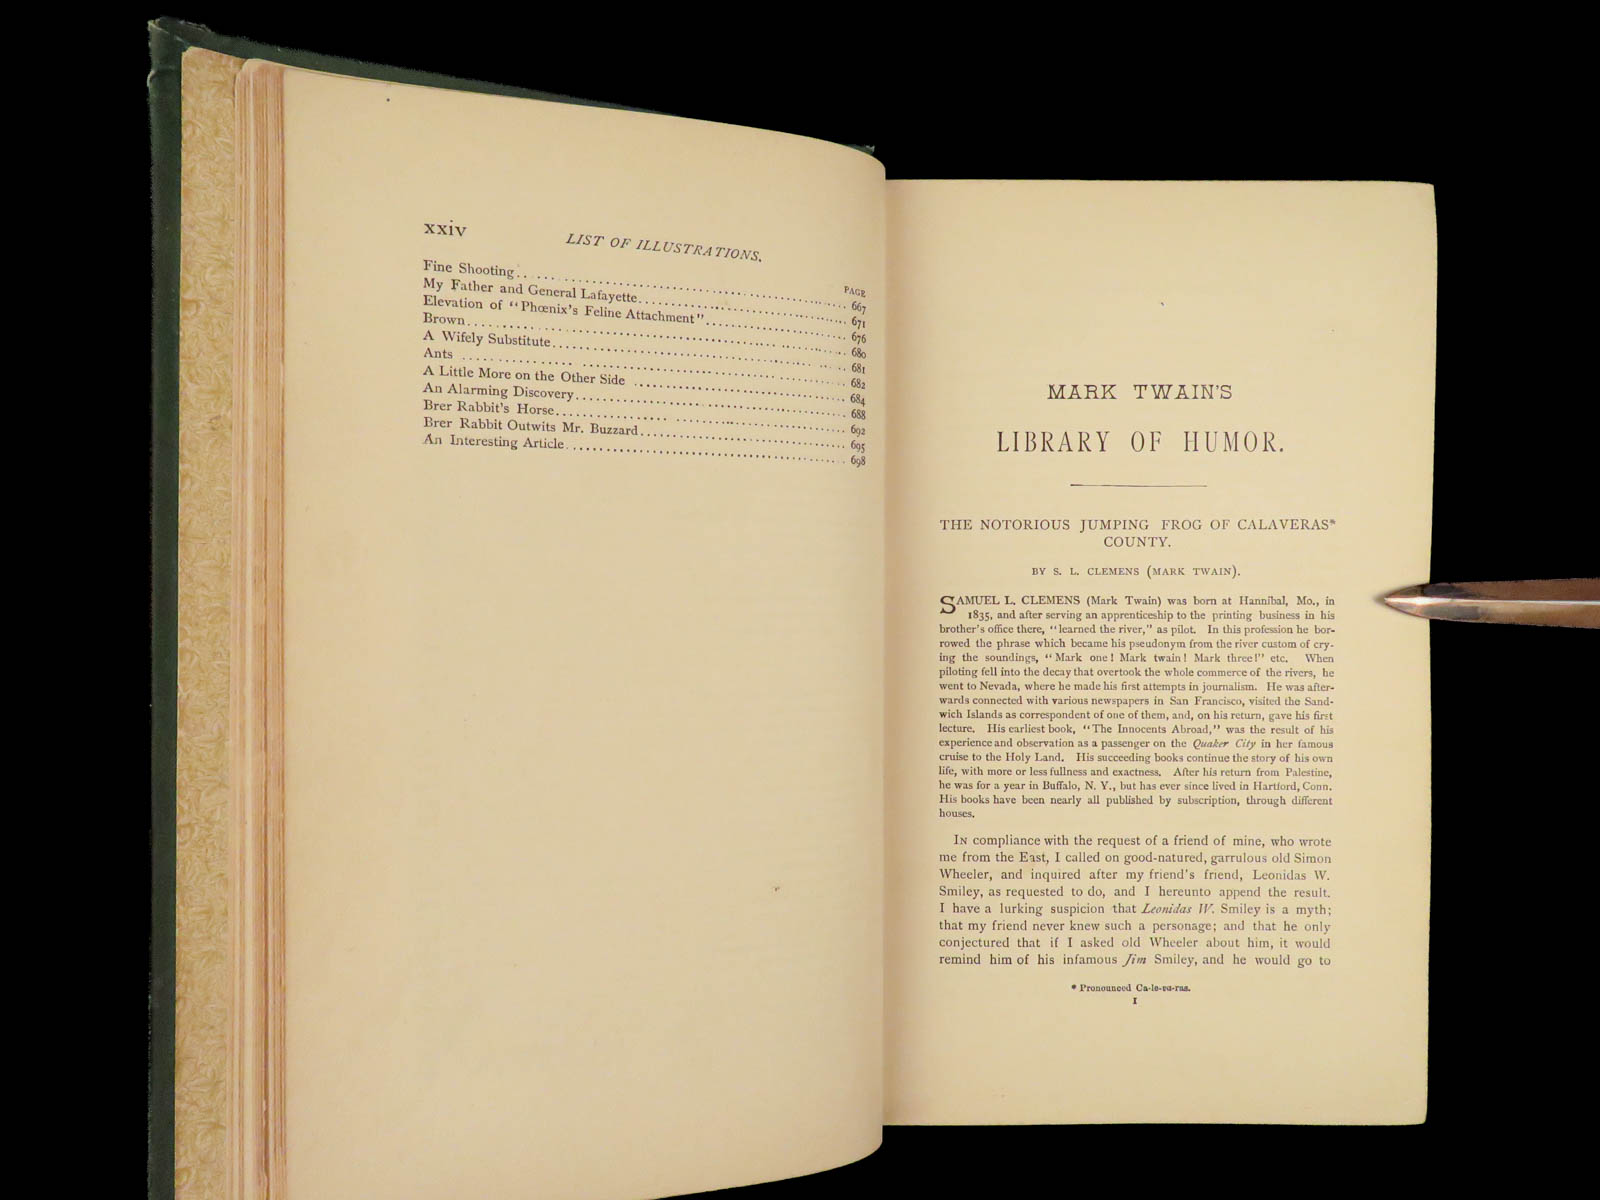 xxiv
LIST OF ILLUSTRATIONS.
PAGE
Fine Shooting 667
My Father and General Lafayette 671
Elevation of "Phœnix's Feline Attachment" 676
Brown 680
A Wifely Substitute 681
Ants 682
A Little More on the Other Side 684
An Alarming Discovery 688
Brer Rabbit's Horse 692
Brer Rabbit Outwits Mr. Buzzard 695
An Interesting Article 698
MARK TWAIN'S
LIBRARY OF HUMOR.
THE NOTORIOUS JUMPING FROG OF CALAVERAS*
COUNTY.
BY S. L. CLEMENS (MARK TWAIN).
SAMUEL L. CLEMENS (Mark Twain) was born at Hannibal, Mo., in
1835, and after serving an apprenticeship to the printing business in his
brother's office there, "learned the river," as pilot. In this profession he bor-
rowed the phrase which became his pseudonym from the river custom of cry-
ing the soundings, "Mark one! Mark twain! Mark three!" etc. When
piloting fell into the decay that overtook the whole commerce of the rivers, he
went to Nevada, where he made his first attempts in journalism. He was after-
wards connected with various newspapers in San Francisco, visited the Sand-
wich Islands as correspondent of one of them, and, on his return, gave his first
lecture. His earliest book, "The Innocents Abroad," was the result of his
experience and observation as a passenger on the Quaker City in her famous
cruise to the Holy Land. His succeeding books continue the story of his own
life, with more or less fullness and exactness. After his return from Palestine,
he was for a year in Buffalo, N. Y., but has ever since lived in Hartford, Conn.
His books have been nearly all published by subscription, through different
houses.
IN compliance with the request of a friend of mine, who wrote
me from the East, I called on good-natured, garrulous old Simon
Wheeler, and inquired after my friend's friend, Leonidas W.
Smiley, as requested to do, and I hereunto append the result.
I have a lurking suspicion that Leonidas W. Smiley is a myth;
that my friend never knew such a personage; and that he only
conjectured that if I asked old Wheeler about him, it would
remind him of his infamous Jim Smiley, and he would go to
* Pronounced Ca-le-va-ras.
1